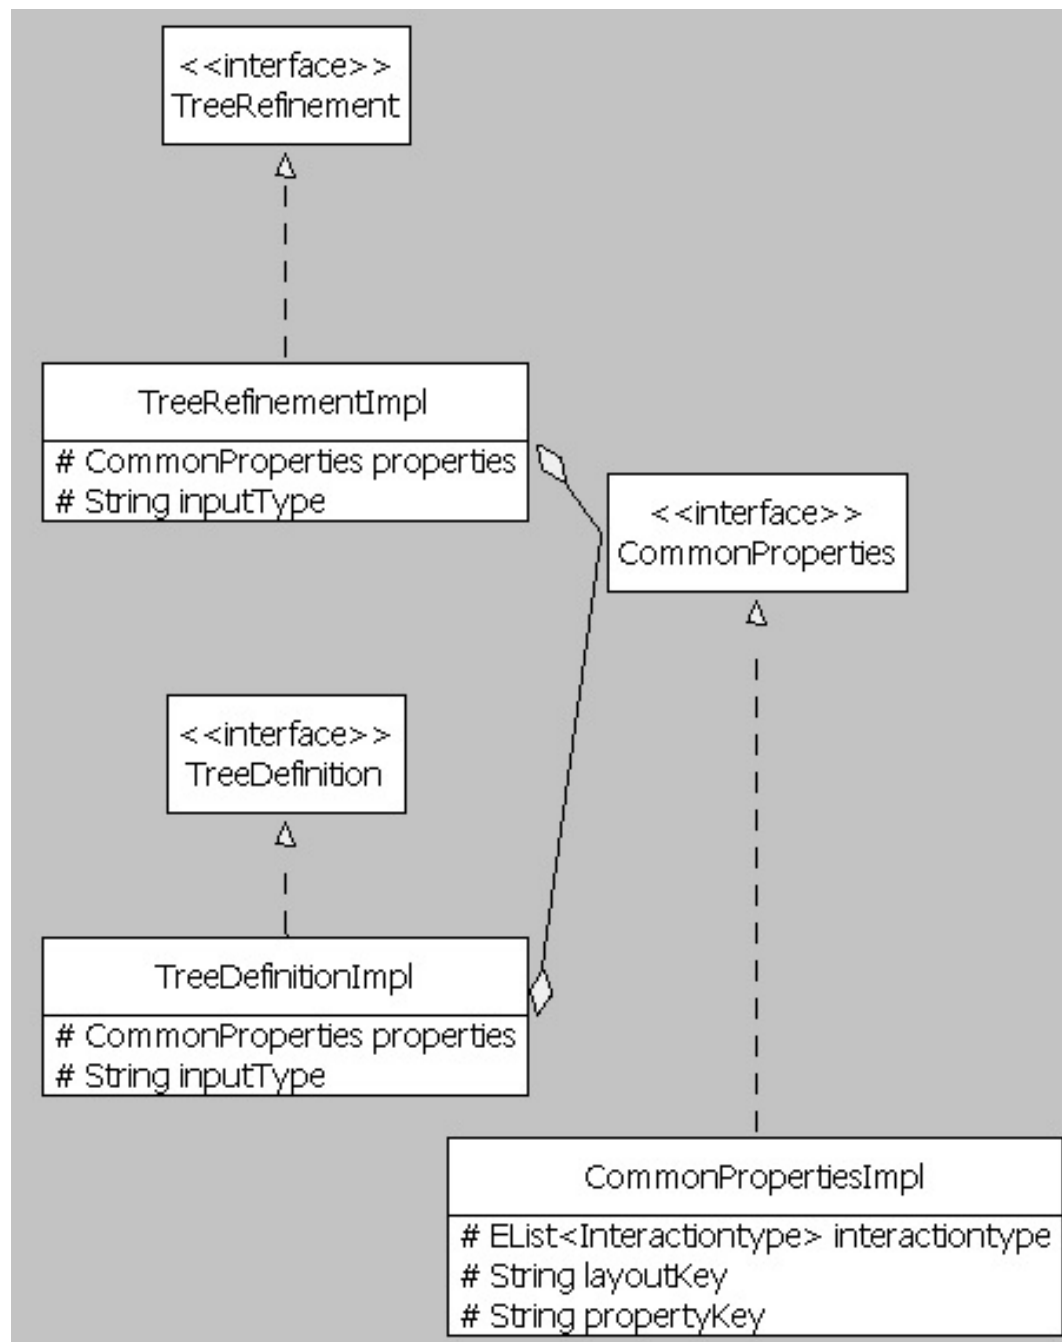 <<interface>>
TreeRefinement
TreeRefinementImpl
# CommonProperties properties
# String inputType
<<interface>>
CommonProperties
<<interface>>
TreeDefinition
TreeDefinitionImpl
# CommonProperties properties
# String inputType
CommonPropertiesImpl
# EList<Interactiontype> interactiontype
# String layoutKey
# String propertyKey